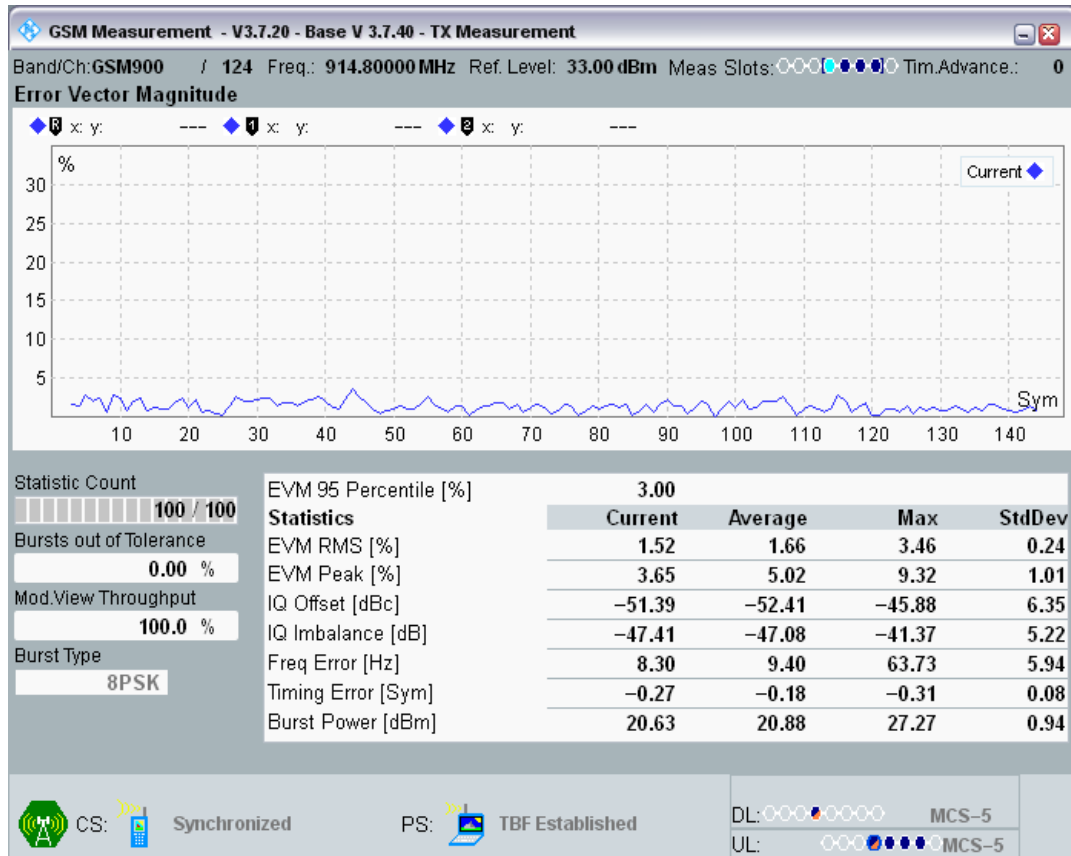 GSM Measurement - V3.7.20 - Base V 3.7.40 - TX Measurement
Band/Ch:GSM900 / 124 Freq.: 914.80000 MHz Ref. Level: 33.00 dBm Meas Slots: Tim.Advance.: 0
Error Vector Magnitude
R x: y: --- 1 x: y: --- 2 x: y: ---
%
Current
30
25
20
15
10
5
Sym
10 20 30 40 50 60 70 80 90 100 110 120 130 140
Statistic Count
100 / 100
Bursts out of Tolerance
0.00 %
Mod.View Throughput
100.0 %
Burst Type
8PSK
EVM 95 Percentile [%] 3.00
Statistics Current Average Max StdDev
EVM RMS [%] 1.52 1.66 3.46 0.24
EVM Peak [%] 3.65 5.02 9.32 1.01
IQ Offset [dBc] −51.39 −52.41 −45.88 6.35
IQ Imbalance [dB] −47.41 −47.08 −41.37 5.22
Freq Error [Hz] 8.30 9.40 63.73 5.94
Timing Error [Sym] −0.27 −0.18 −0.31 0.08
Burst Power [dBm] 20.63 20.88 27.27 0.94
CS: Synchronized PS: TBF Established
DL: MCS−5
UL: MCS−5